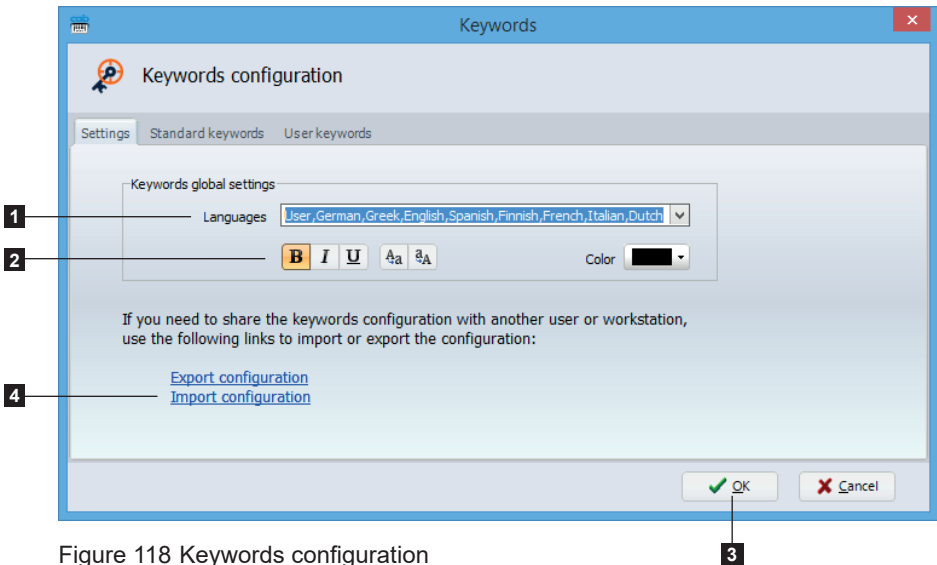 cab
Keywords
Keywords configuration
Settings Standard keywords User keywords
Keywords global settings
1 Languages User,German,Greek,English,Spanish,Finnish,French,Italian,Dutch
2 B I U Aa aA Color
If you need to share the keywords configuration with another user or workstation,
use the following links to import or export the configuration:
Export configuration
4 Import configuration
OK Cancel
Figure 118 Keywords configuration 3